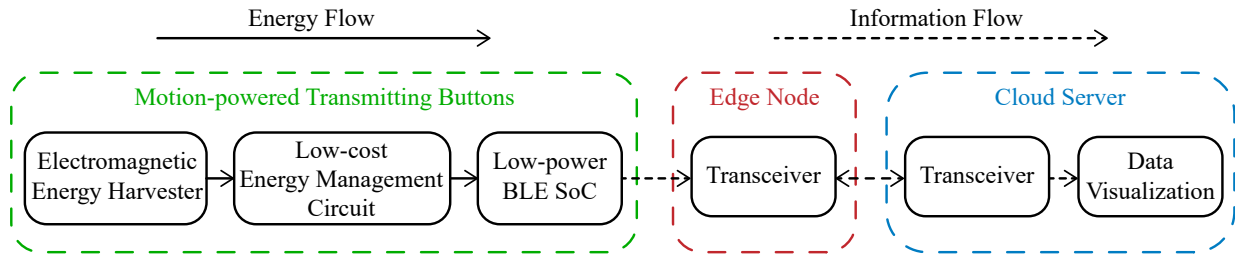 Energy Flow
Information Flow
Motion-powered Transmitting Buttons
Edge Node
Cloud Server
Electromagnetic
Energy Harvester
Low-cost
Energy Management
Circuit
Low-power
BLE SoC
Transceiver
Transceiver
Data
Visualization